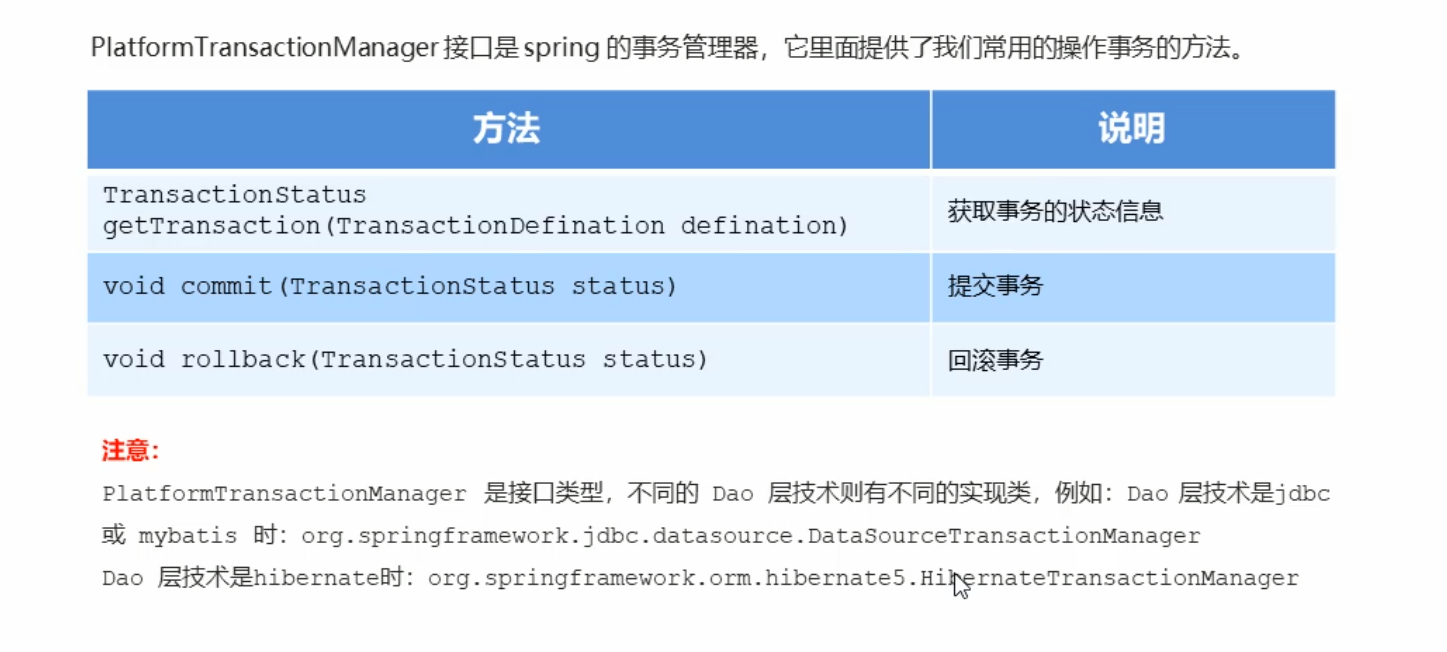 PlatformTransactionManager 接口是 spring 的事务管理器，它里面提供了我们常用的操作事务的方法。
方法 说明
TransactionStatus
getTransaction(TransactionDefination defination) 获取事务的状态信息
void commit(TransactionStatus status) 提交事务
void rollback(TransactionStatus status) 回滚事务
注意：
PlatformTransactionManager 是接口类型，不同的 Dao 层技术则有不同的实现类，例如：Dao 层技术是jdbc
或 mybatis 时：org.springframework.jdbc.datasource.DataSourceTransactionManager
Dao 层技术是hibernate时：org.springframework.orm.hibernate5.HibernateTransactionManager